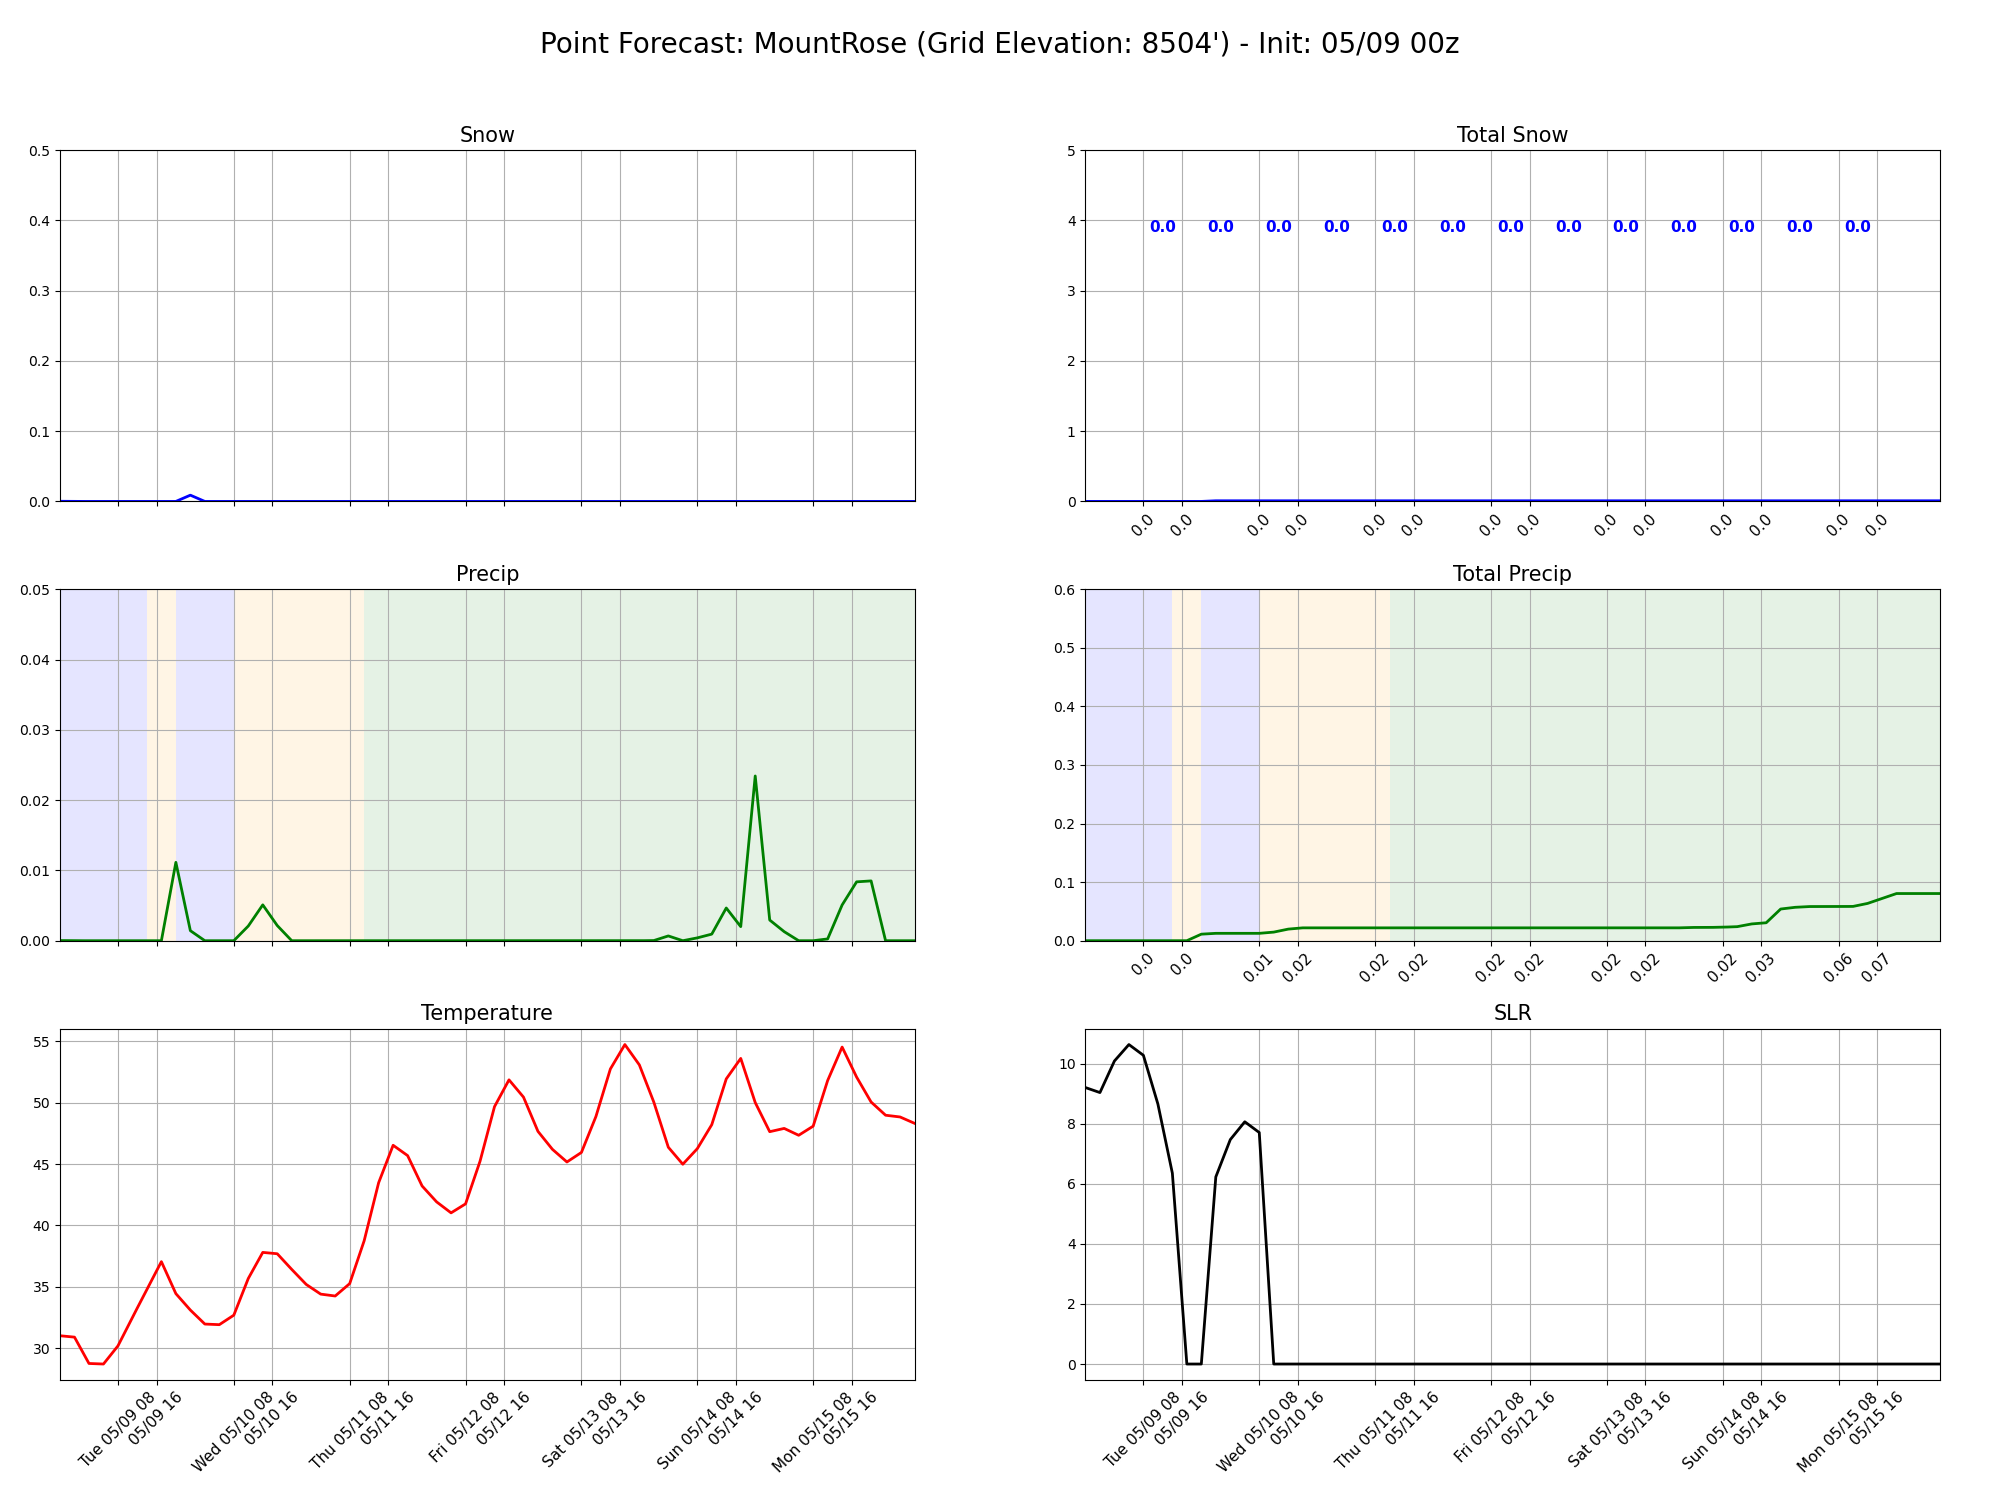 Point Forecast: MountRose (Grid Elevation: 8504') - Init: 05/09 00z
Snow
0.5
0.4
0.3
0.2
0.1
0.0
Total Snow
5
4
3
2
1
0
0.0 0.0 0.0 0.0 0.0 0.0 0.0 0.0 0.0 0.0 0.0 0.0 0.0
0.0 0.0 0.0 0.0 0.0 0.0 0.0 0.0 0.0 0.0 0.0 0.0 0.0 0.0
Precip
0.05
0.04
0.03
0.02
0.01
0.00
Total Precip
0.6
0.5
0.4
0.3
0.2
0.1
0.0
0.0 0.0 0.01 0.02 0.02 0.02 0.02 0.02 0.02 0.02 0.02 0.03 0.06 0.07
Temperature
55
50
45
40
35
30
Tue 05/09 08
05/09 16
Wed 05/10 08
05/10 16
Thu 05/11 08
05/11 16
Fri 05/12 08
05/12 16
Sat 05/13 08
05/13 16
Sun 05/14 08
05/14 16
Mon 05/15 08
05/15 16
SLR
10
8
6
4
2
0
Tue 05/09 08
05/09 16
Wed 05/10 08
05/10 16
Thu 05/11 08
05/11 16
Fri 05/12 08
05/12 16
Sat 05/13 08
05/13 16
Sun 05/14 08
05/14 16
Mon 05/15 08
05/15 16